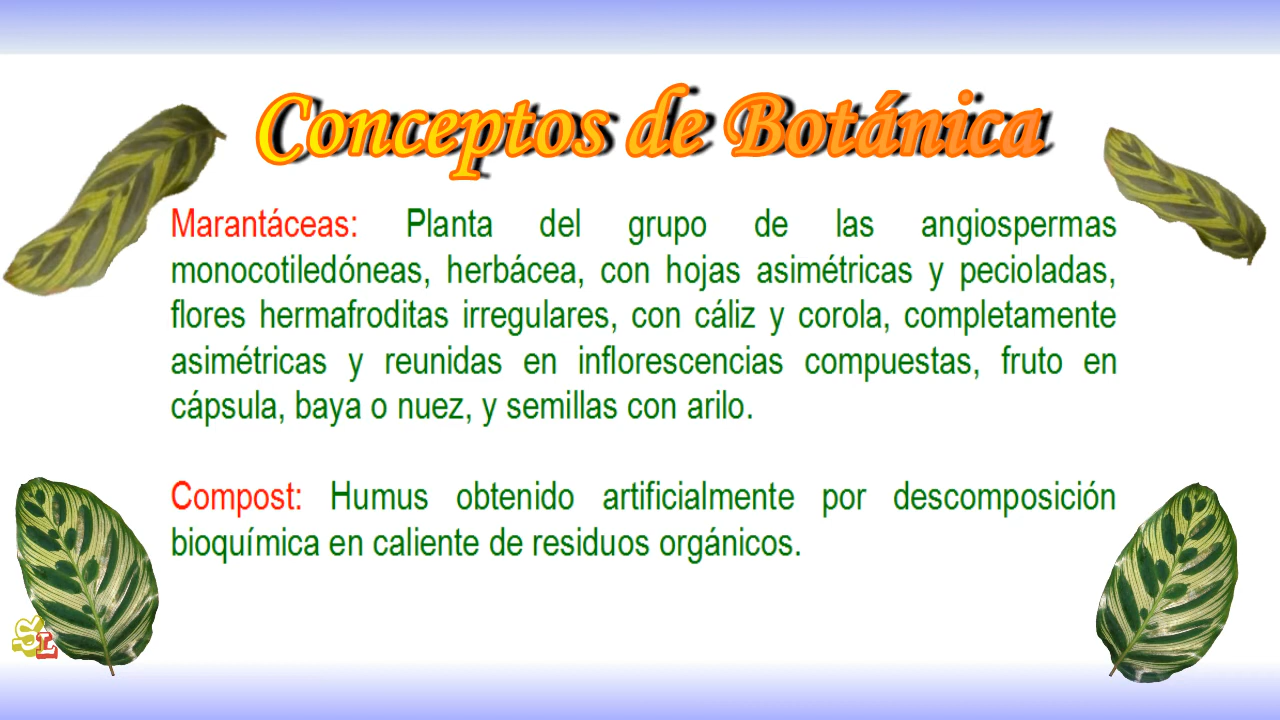 Conceptos de Botánica
Marantáceas: Planta del grupo de las angiospermas
monocotiledóneas, herbácea, con hojas asimétricas y pecioladas,
flores hermafroditas irregulares, con cáliz y corola, completamente
asimétricas y reunidas en inflorescencias compuestas, fruto en
cápsula, baya o nuez, y semillas con arilo.
Compost: Humus obtenido artificialmente por descomposición
bioquímica en caliente de residuos orgánicos.
SL